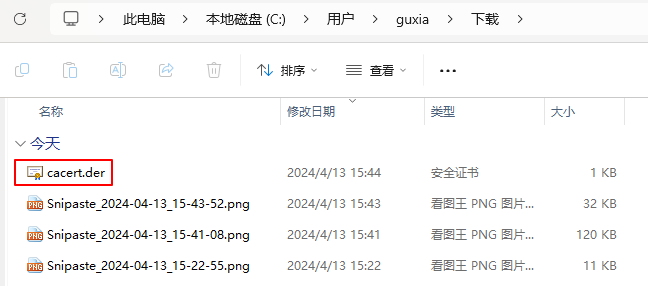 此电脑 > 本地磁盘 (C:) > 用户 > guxia > 下载 >
排序 查看 ...
名称 修改日期 类型 大小
今天
cacert.der 2024/4/13 15:44 安全证书 1 KB
Snipaste_2024-04-13_15-43-52.png 2024/4/13 15:43 看图王 PNG 图片... 32 KB
Snipaste_2024-04-13_15-41-08.png 2024/4/13 15:41 看图王 PNG 图片... 120 KB
Snipaste_2024-04-13_15-22-55.png 2024/4/13 15:22 看图王 PNG 图片... 11 KB